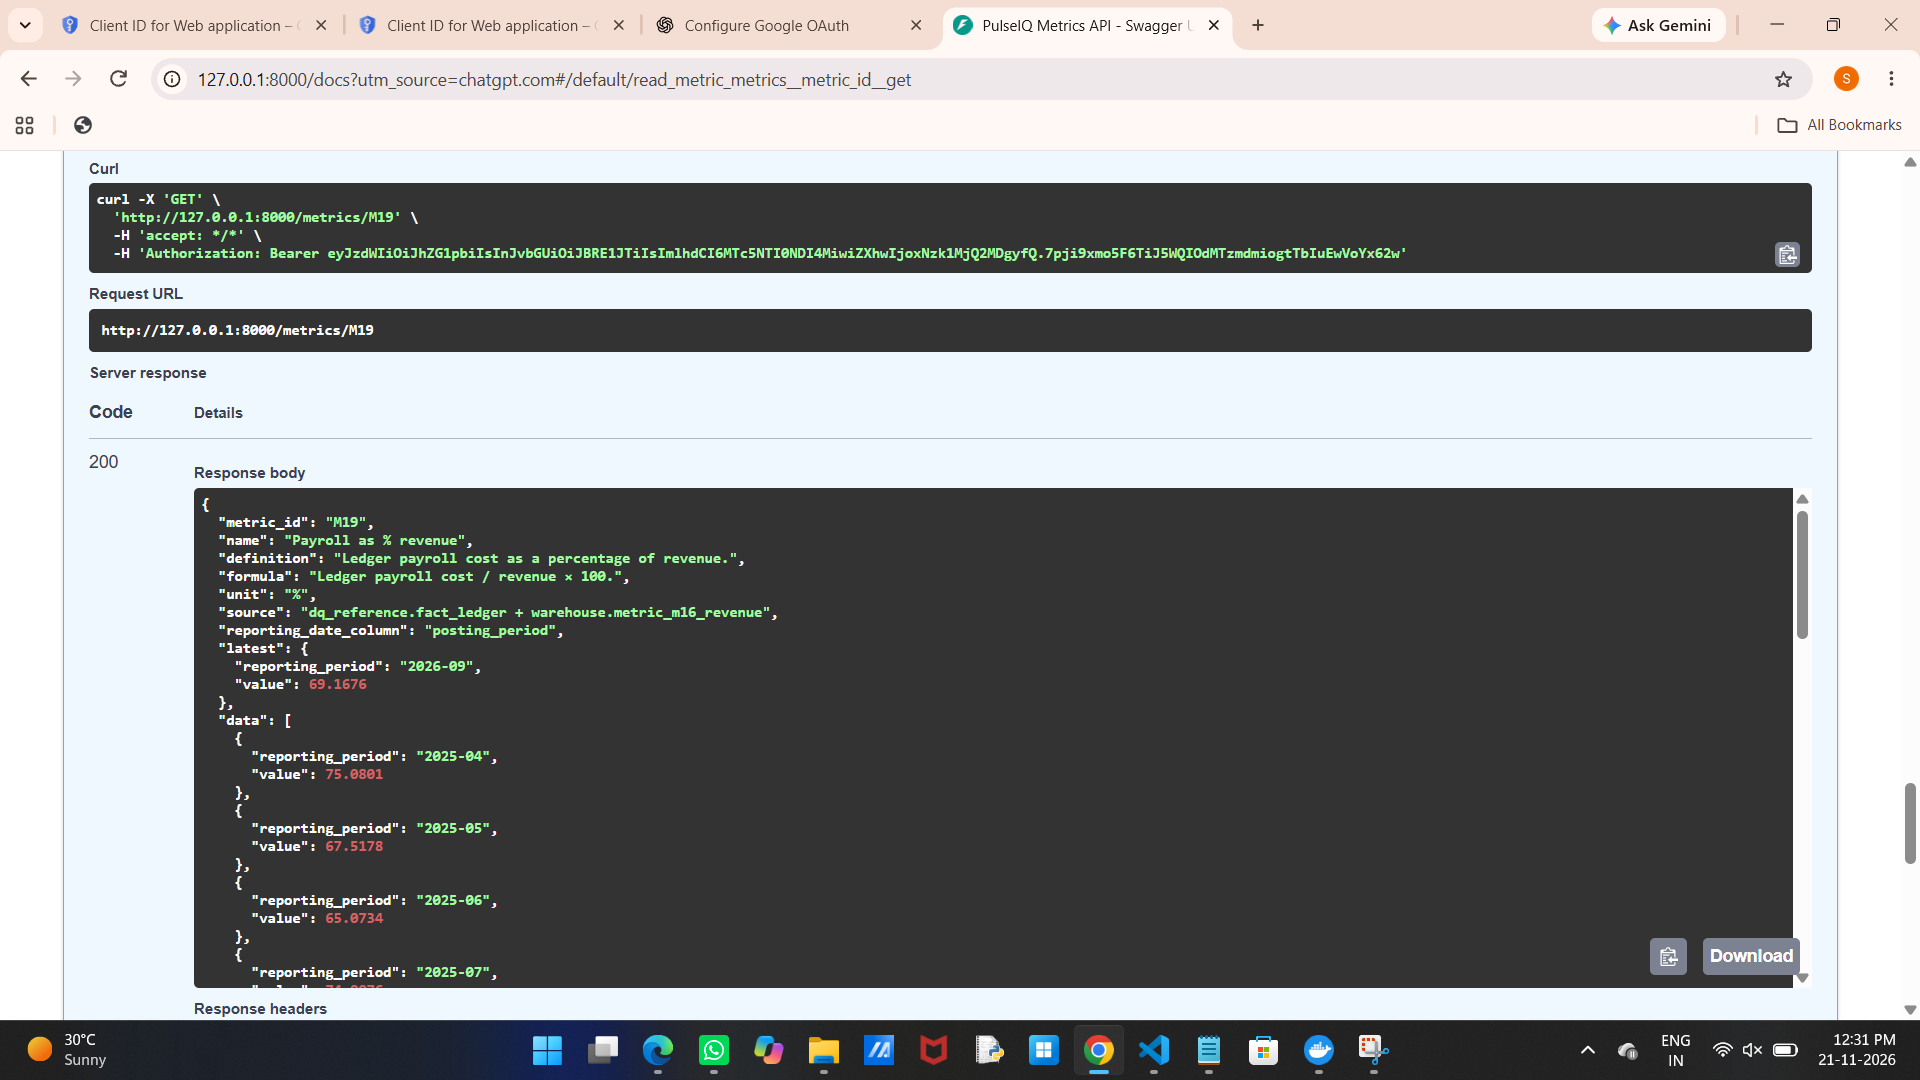 Client ID for Web application –
Client ID for Web application –
Configure Google OAuth
PulseIQ Metrics API - Swagger
Ask Gemini
127.0.0.1:8000/docs?utm_source=chatgpt.com#/default/read_metric_metrics__metric_id__get
S
All Bookmarks
Curl
curl -X 'GET' \
'http://127.0.0.1:8000/metrics/M19' \
-H 'accept: */*' \
-H 'Authorization: Bearer eyJzdWIiOiJhZG1pbiIsInJvbGUiOiJBRE1JTiIsImlhdCI6MTc5NTI0NDI4MiwiZXhwIjoxNzk1MjQ2MDgyfQ.7pji9xmo5F6TiJ5WQIOdMTzmdmiogtTbIuEwVoYx62w'
Request URL
http://127.0.0.1:8000/metrics/M19
Server response
Code
Details
200
Response body
{
"metric_id": "M19",
"name": "Payroll as % revenue",
"definition": "Ledger payroll cost as a percentage of revenue.",
"formula": "Ledger payroll cost / revenue × 100.",
"unit": "%",
"source": "dq_reference.fact_ledger + warehouse.metric_m16_revenue",
"reporting_date_column": "posting_period",
"latest": {
"reporting_period": "2026-09",
"value": 69.1676
},
"data": [
{
"reporting_period": "2025-04",
"value": 75.0801
},
{
"reporting_period": "2025-05",
"value": 67.5178
},
{
"reporting_period": "2025-06",
"value": 65.0734
},
{
"reporting_period": "2025-07",
Download
Response headers
30°C
Sunny
ENG
IN
12:31 PM
21-11-2026